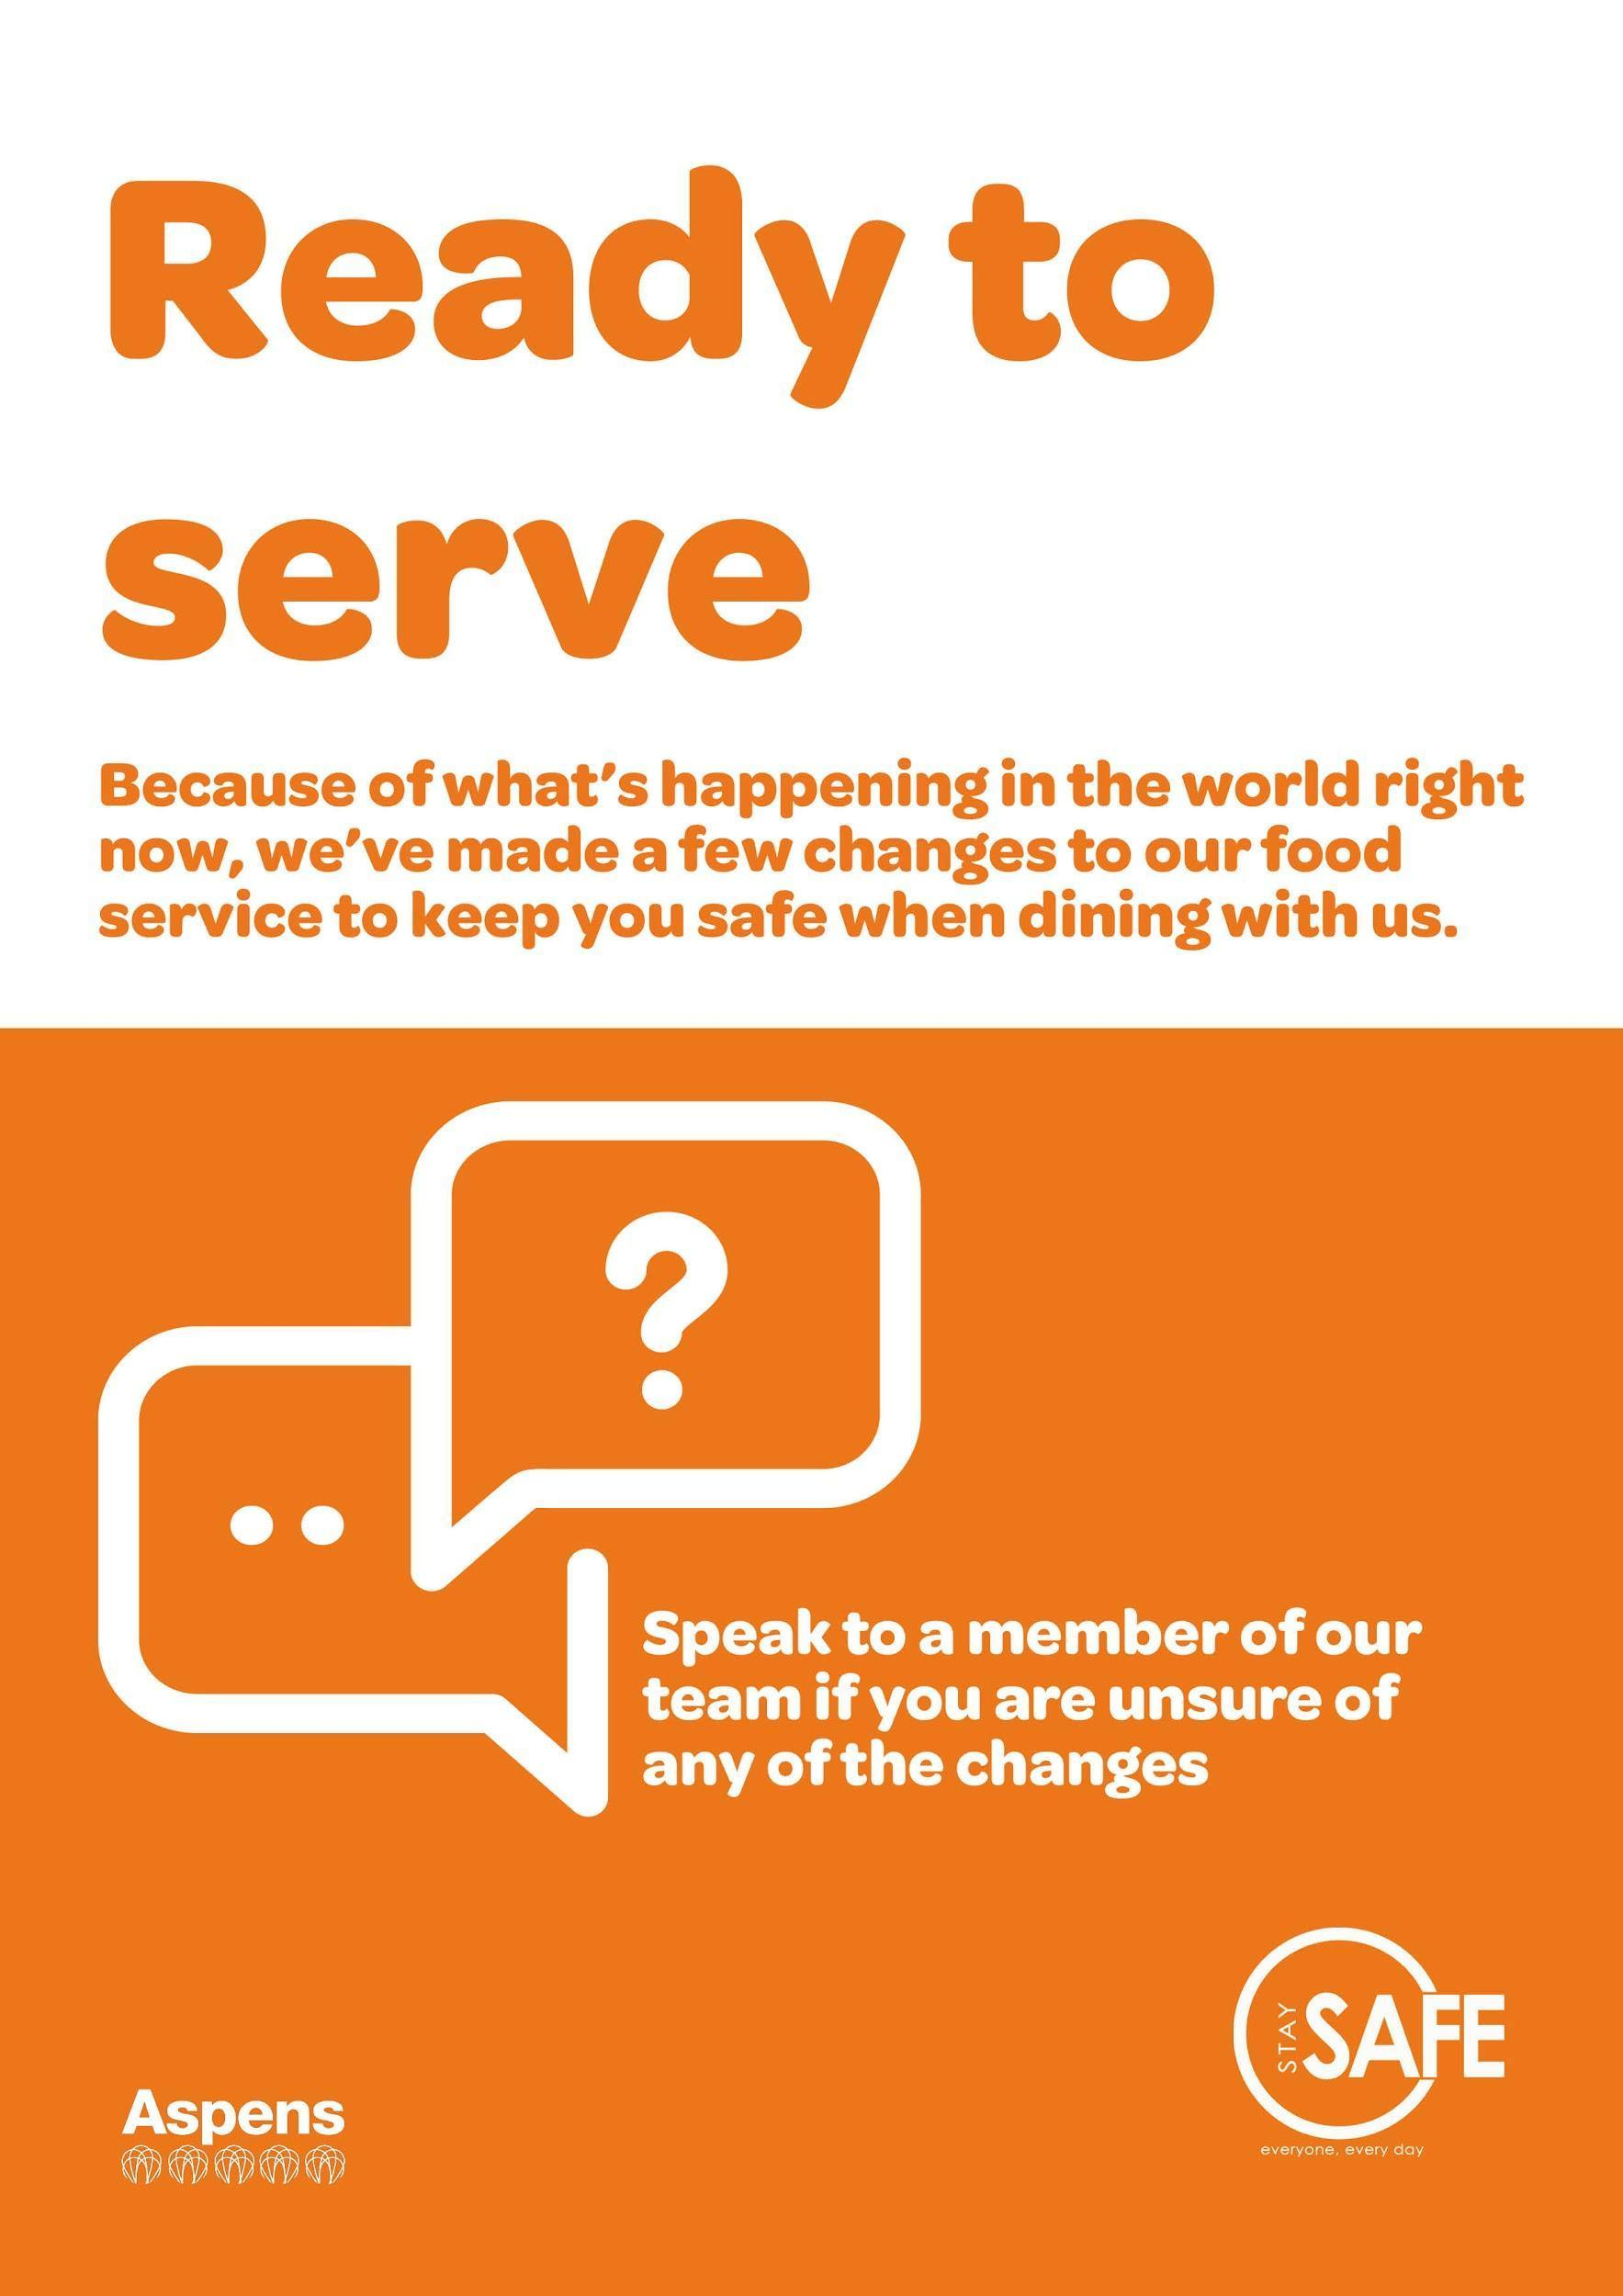 Ready to
serve
Because of what's happening in the world right
now, we've made a few changes to our food
service to keep you safe when dining with us.
?
Speak to a member of our
team if you are unsure of
any of the changes
STAY SAFE
everyone, every day
Aspens